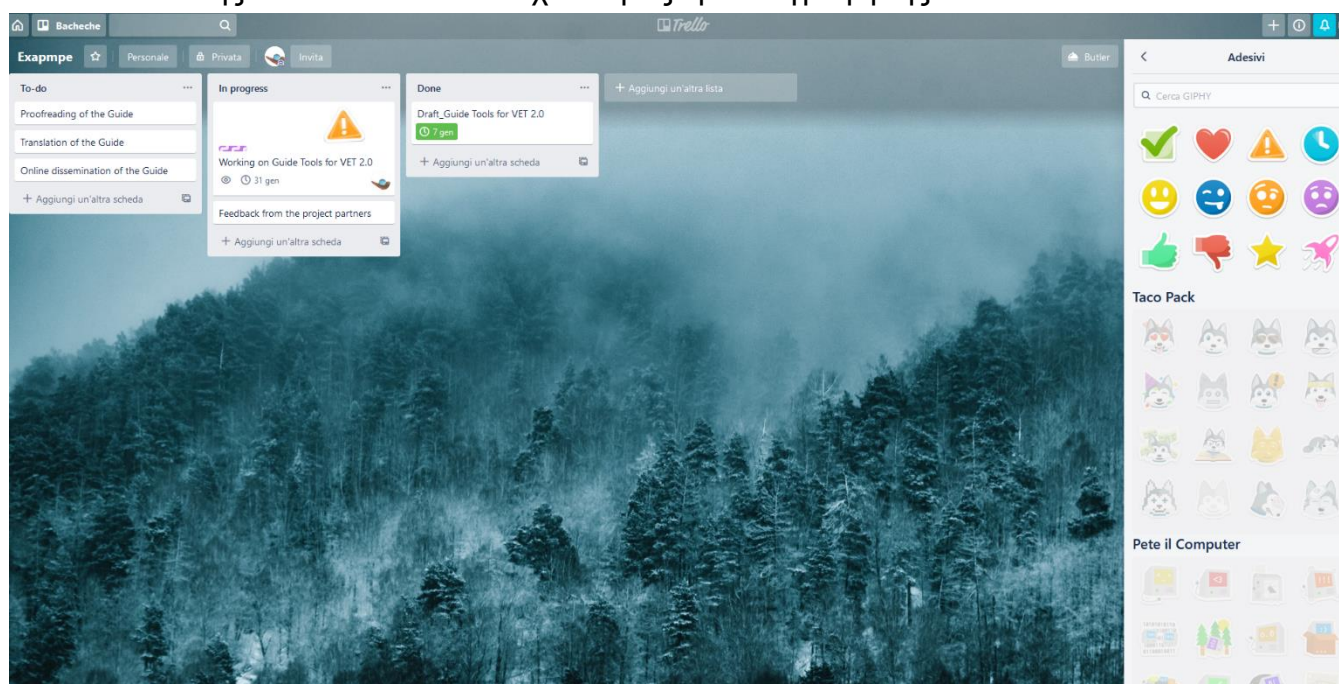 Bacheche
Trello
Exapmpe
Personale
Privata
Invita
Butler
Adesivi
Cerca GIPHY
To-do
Proofreading of the Guide
Translation of the Guide
Online dissemination of the Guide
+ Aggiungi un'altra scheda
In progress
Working on Guide Tools for VET 2.0
31 gen
Feedback from the project partners
+ Aggiungi un'altra scheda
Done
Draft_Guide Tools for VET 2.0
7 gen
+ Aggiungi un'altra scheda
+ Aggiungi un'altra lista
Taco Pack
Pete il Computer